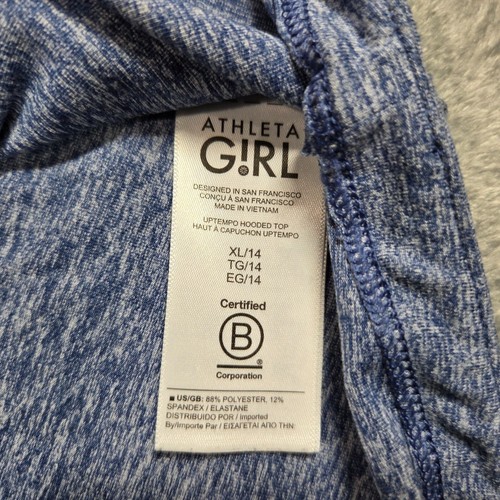 ATHLETA
G!RL
DESIGNED IN SAN FRANCISCO
CONÇU À SAN FRANCISCO
MADE IN VIETNAM
UPTEMPO HOODED TOP
HAUT À CAPUCHON UPTEMPO
XL/14
TG/14
EG/14
Certified
B
®
Corporation
■ US/GB: 88% POLYESTER, 12%
SPANDEX / ELASTANE
DISTRIBUIDO POR / Imported
By/Importe Par / ΕΙΣΑΓΕΤΑΙ ΑΠΟ ΤΗΝ: